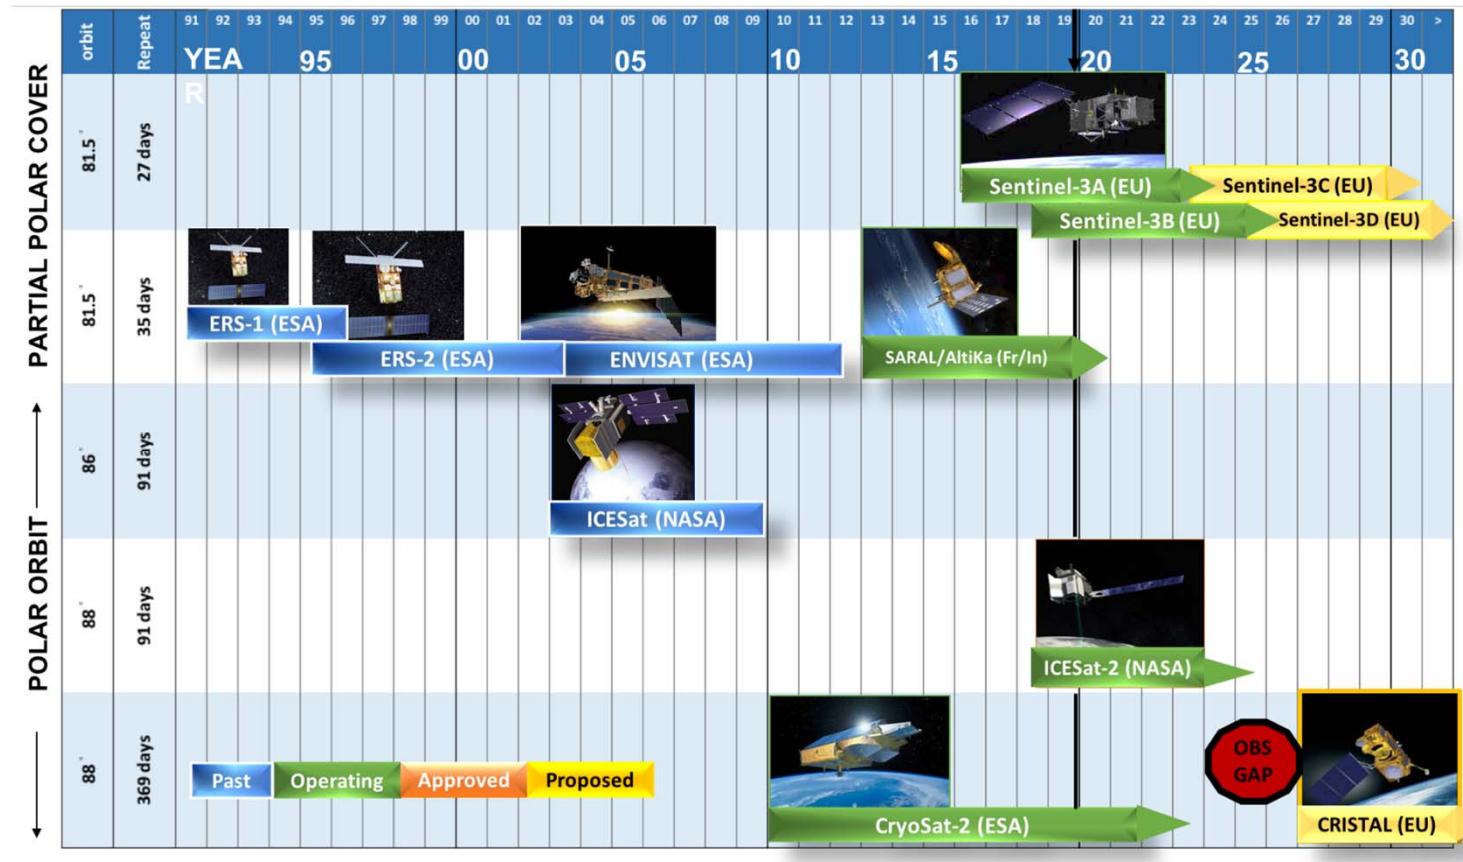 orbit Repeat 91 92 93 94 95 96 97 98 99 00 01 02 03 04 05 06 07 08 09 10 11 12 13 14 15 16 17 18 19 20 21 22 23 24 25 26 27 28 29 30 >
YEA 95 00 05 10 15 20 25 30
R
PARTIAL POLAR COVER
81.5° 27 days
Sentinel-3A (EU) Sentinel-3C (EU)
Sentinel-3B (EU) Sentinel-3D (EU)
81.5° 35 days
ERS-1 (ESA)
ERS-2 (ESA) ENVISAT (ESA) SARAL/AltiKa (Fr/In)
POLAR ORBIT
86° 91 days
ICESat (NASA)
88° 91 days
ICESat-2 (NASA)
88° 369 days
OBS
GAP
Past Operating Approved Proposed
CryoSat-2 (ESA) CRISTAL (EU)